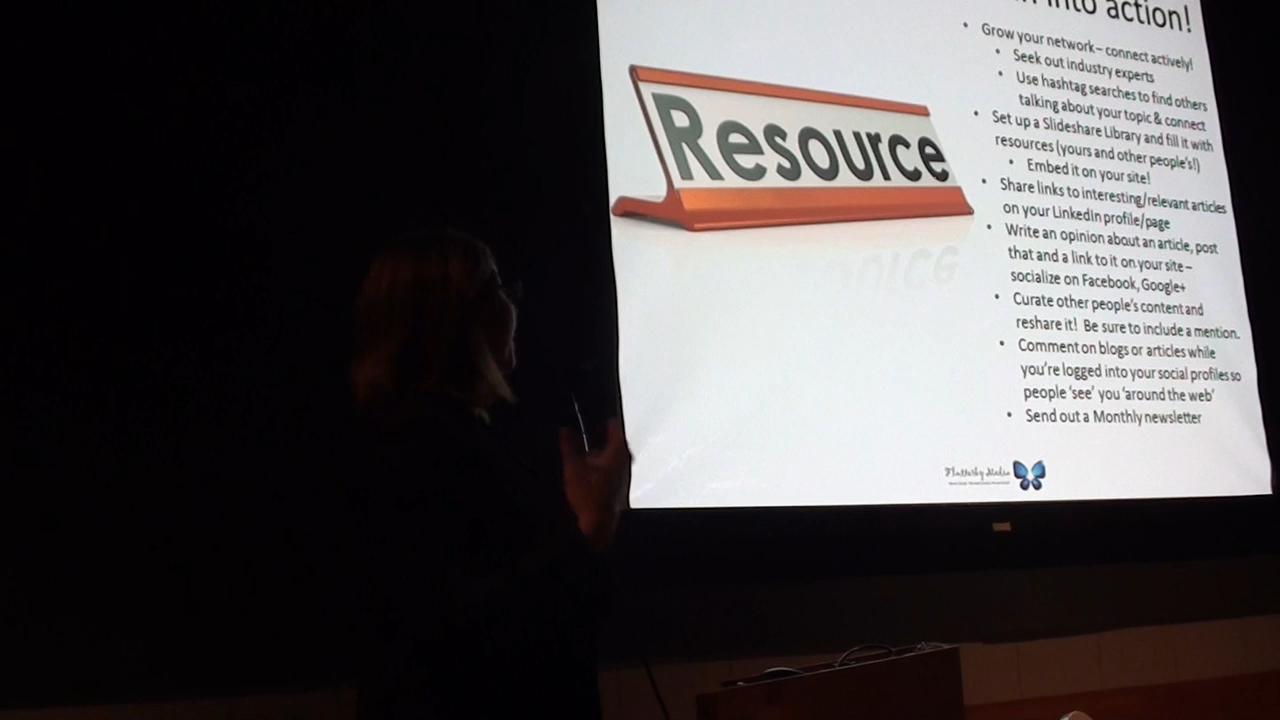 into action!
Resource
• Grow your network – connect actively!
• Seek out industry experts
• Use hashtag searches to find others
talking about your topic & connect
• Set up a Slideshare Library and fill it with
resources (yours and other people's!)
• Embed it on your site!
• Share links to interesting/relevant articles
on your LinkedIn profile/page
• Write an opinion about an article, post
that and a link to it on your site –
socialize on Facebook, Google+
• Curate other people's content and
reshare it! Be sure to include a mention.
• Comment on blogs or articles while
you're logged into your social profiles so
people 'see' you 'around the web'
• Send out a Monthly newsletter
Flutterby Media